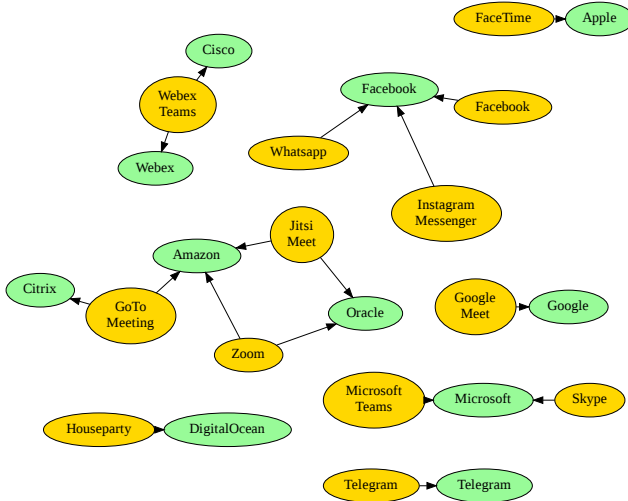 FaceTime
Apple
Cisco
Webex
Teams
Facebook
Facebook
Whatsapp
Webex
Instagram
Messenger
Jitsi
Meet
Amazon
Citrix
GoTo
Meeting
Google
Meet
Google
Oracle
Zoom
Microsoft
Teams
Microsoft
Skype
Houseparty
DigitalOcean
Telegram
Telegram